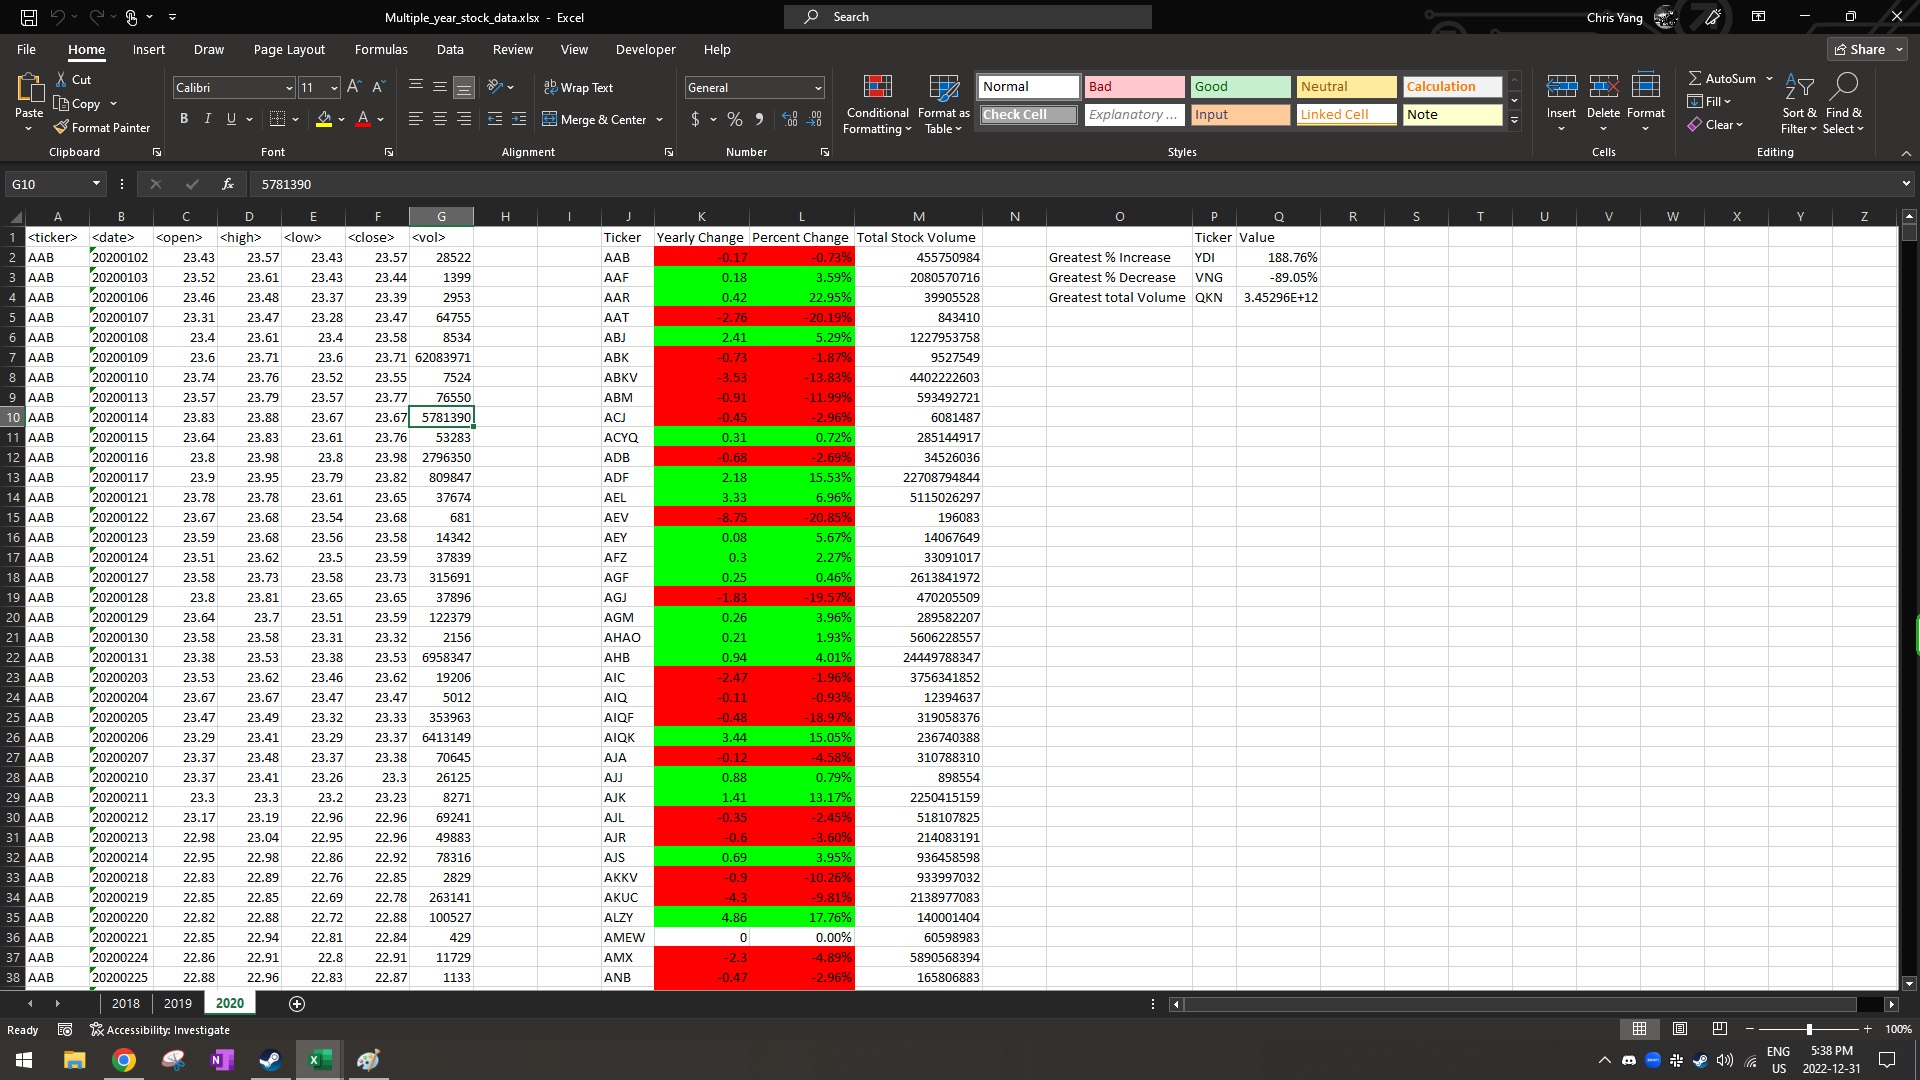 Multiple_year_stock_data.xlsx - Excel
Search
Chris Yang
File Home Insert Draw Page Layout Formulas Data Review View Developer Help
Share
Paste
Cut
Copy
Format Painter
Clipboard
Calibri 11
B I U
Font
Wrap Text
Merge & Center
Alignment
General
$ % 9
Number
Conditional Formatting
Format as Table
Normal Bad Good Neutral Calculation
Check Cell Explanatory ... Input Linked Cell Note
Styles
Insert Delete Format
Cells
AutoSum
Fill
Clear
Sort & Filter
Find & Select
Editing
G10 fx 5781390
A B C D E F G H I J K L M N O P Q R S T U V W X Y Z
1 <ticker> <date> <open> <high> <low> <close> <vol> Ticker Yearly Change Percent Change Total Stock Volume Ticker Value
2 AAB 20200102 23.43 23.57 23.43 23.57 28522 AAB -0.17 -0.73% 455750984 Greatest % Increase YDI 188.76%
3 AAB 20200103 23.52 23.61 23.43 23.44 1399 AAF 0.18 3.59% 2080570716 Greatest % Decrease VNG -89.05%
4 AAB 20200106 23.46 23.48 23.37 23.39 2953 AAR 0.42 22.95% 39905528 Greatest total Volume QKN 3.45296E+12
5 AAB 20200107 23.31 23.47 23.28 23.47 64755 AAT -2.76 -20.19% 843410
6 AAB 20200108 23.4 23.61 23.4 23.58 8534 ABJ 2.41 5.29% 1227953758
7 AAB 20200109 23.6 23.71 23.6 23.71 62083971 ABK -0.73 -1.87% 9527549
8 AAB 20200110 23.74 23.76 23.52 23.55 7524 ABKV -3.53 -13.83% 4402222603
9 AAB 20200113 23.57 23.79 23.57 23.77 76550 ABM -0.91 -11.99% 593492721
10 AAB 20200114 23.83 23.88 23.67 23.67 5781390 ACJ -0.45 -2.96% 6081487
11 AAB 20200115 23.64 23.83 23.61 23.76 53283 ACYQ 0.31 0.72% 285144917
12 AAB 20200116 23.8 23.98 23.8 23.98 2796350 ADB -0.68 -2.69% 34526036
13 AAB 20200117 23.9 23.95 23.79 23.82 809847 ADF 2.18 15.53% 22708794844
14 AAB 20200121 23.78 23.78 23.61 23.65 37674 AEL 3.33 6.96% 5115026297
15 AAB 20200122 23.67 23.68 23.54 23.68 681 AEV -8.75 -20.85% 196083
16 AAB 20200123 23.59 23.68 23.56 23.58 14342 AEY 0.08 5.67% 14067649
17 AAB 20200124 23.51 23.62 23.5 23.59 37839 AFZ 0.3 2.27% 33091017
18 AAB 20200127 23.58 23.73 23.58 23.73 315691 AGF 0.25 0.46% 2613841972
19 AAB 20200128 23.8 23.81 23.65 23.65 37896 AGJ -1.83 -19.57% 470205509
20 AAB 20200129 23.64 23.7 23.51 23.59 122379 AGM 0.26 3.96% 289582207
21 AAB 20200130 23.58 23.58 23.31 23.32 2156 AHAO 0.21 1.93% 5606228557
22 AAB 20200131 23.38 23.53 23.38 23.53 6958347 AHB 0.94 4.01% 24449788347
23 AAB 20200203 23.53 23.62 23.46 23.62 19206 AIC -2.47 -1.96% 3756341852
24 AAB 20200204 23.67 23.67 23.47 23.47 5012 AIQ -0.11 -0.93% 12394637
25 AAB 20200205 23.47 23.49 23.32 23.33 353963 AIQF -0.48 -18.97% 319058376
26 AAB 20200206 23.29 23.41 23.29 23.37 6413149 AIQK 3.44 15.05% 236740388
27 AAB 20200207 23.37 23.48 23.37 23.38 70645 AJA -0.12 -4.58% 310788310
28 AAB 20200210 23.37 23.41 23.26 23.3 26125 AJJ 0.88 0.79% 898554
29 AAB 20200211 23.3 23.3 23.2 23.23 8271 AJK 1.41 13.17% 2250415159
30 AAB 20200212 23.17 23.19 22.96 22.96 69241 AJL -0.35 -2.45% 518107825
31 AAB 20200213 22.98 23.04 22.95 22.96 49883 AJR -0.6 -3.60% 214083191
32 AAB 20200214 22.95 22.98 22.86 22.92 78316 AJS 0.69 3.95% 936458598
33 AAB 20200218 22.83 22.89 22.76 22.85 2829 AKKV -0.9 -10.26% 933997032
34 AAB 20200219 22.85 22.85 22.69 22.78 263141 AKUC -4.3 -9.81% 2138977083
35 AAB 20200220 22.82 22.88 22.72 22.88 100527 ALZY 4.86 17.76% 140001404
36 AAB 20200221 22.85 22.94 22.81 22.84 429 AMEW 0 0.00% 60598983
37 AAB 20200224 22.86 22.91 22.8 22.91 11729 AMX -2.3 -4.89% 5890568394
38 AAB 20200225 22.88 22.96 22.83 22.87 1133 ANB -0.47 -2.96% 165806883
2018 2019 2020
Ready Accessibility: Investigate 100%
ENG US
5:38 PM
2022-12-31